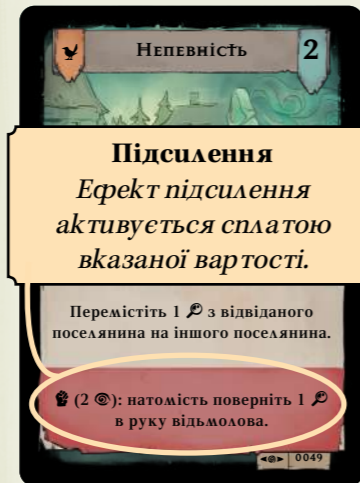 Непевність
2
Підсилення
Ефект підсилення
активується сплатою
вказаної вартості.
Перемістіть 1 з відвіданого
поселянина на іншого поселянина.
(2 ): натомість поверніть 1
в руку відьмолова.
0049